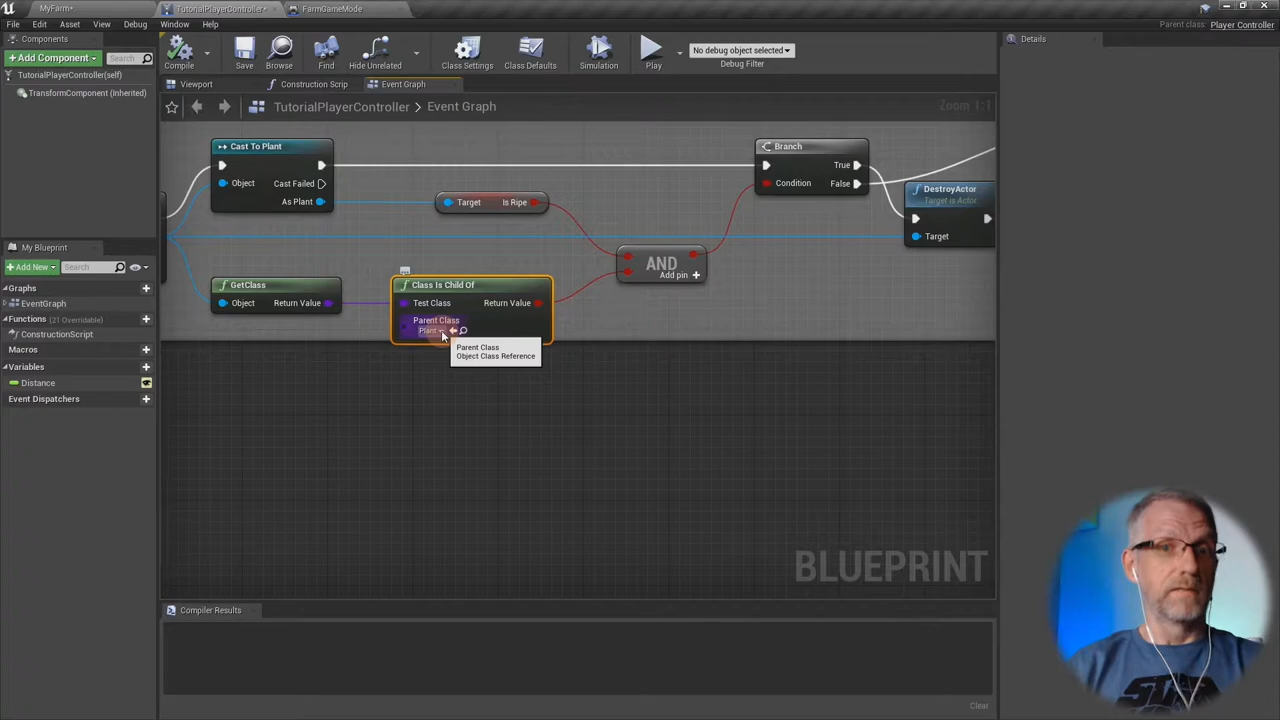 MyFarm*
TutorialPlayerController*
FarmGameMode
File
Edit
Asset
View
Debug
Window
Help
Parent class:
Player Controller
Components
Add Component
Search
TutorialPlayerController(self)
TransformComponent (Inherited)
Compile
Save
Browse
Find
Hide Unrelated
Class Settings
Class Defaults
Simulation
Play
No debug object selected
Debug Filter
Details
Viewport
Construction Script
Event Graph
TutorialPlayerController
Event Graph
Zoom 1:1
Cast To Plant
Object
Cast Failed
As Plant
Target
Is Ripe
Branch
True
Condition
False
DestroyActor
Target is Actor
Target
AND
Add pin
GetClass
Object
Return Value
Class Is Child Of
Test Class
Return Value
Parent Class
Plant
Parent Class
Object Class Reference
My Blueprint
Add New
Search
Graphs
EventGraph
Functions
(21 Overridable)
ConstructionScript
Macros
Variables
Distance
Event Dispatchers
BLUEPRINT
Compiler Results
Clear